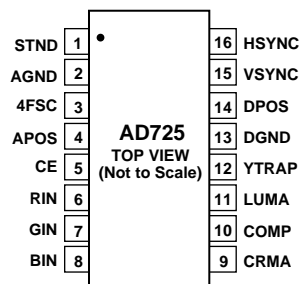 STND 1
AGND 2
4FSC 3
APOS 4
CE 5
RIN 6
GIN 7
BIN 8
AD725
TOP VIEW
(Not to Scale)
16 HSYNC
15 VSYNC
14 DPOS
13 DGND
12 YTRAP
11 LUMA
10 COMP
9 CRMA